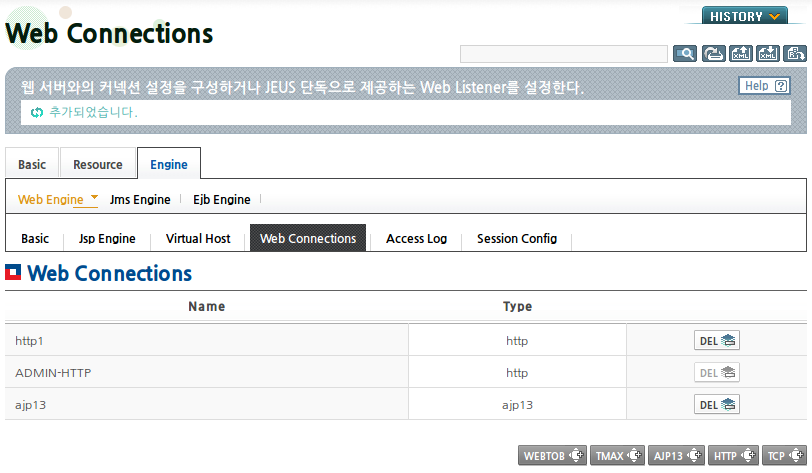 HISTORY
Web Connections
XML XML
웹 서버와의 커넥션 설정을 구성하거나 JEUS 단독으로 제공하는 Web Listener를 설정한다.
Help ?
추가되었습니다.
Basic Resource Engine
Web Engine Jms Engine Ejb Engine
Basic Jsp Engine Virtual Host Web Connections Access Log Session Config
Web Connections
Name Type
http1 http DEL
ADMIN-HTTP http DEL
ajp13 ajp13 DEL
WEBTOB TMAX AJP13 HTTP TCP